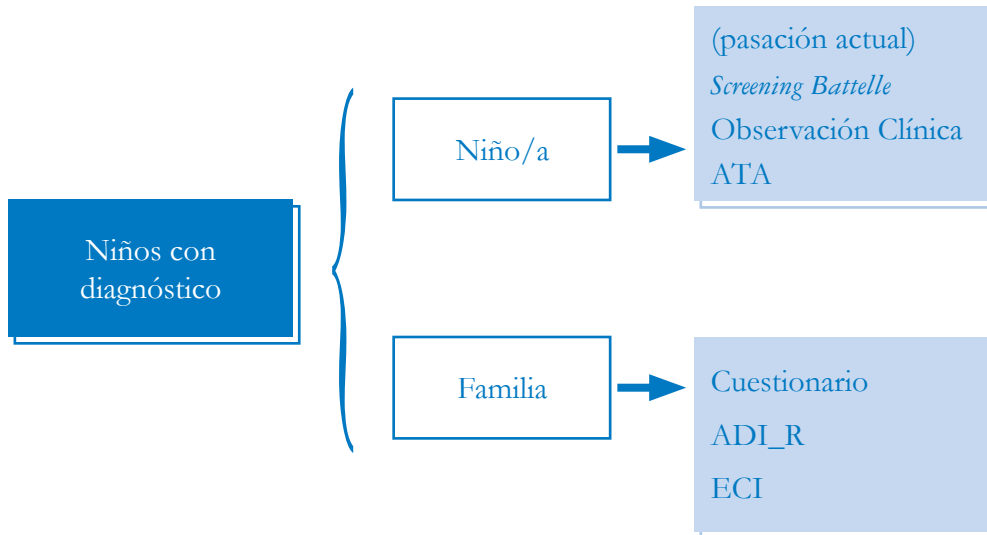 Niños con
diagnóstico
Niño/a
(pasación actual)
Screening Battelle
Observación Clínica
ATA
Familia
Cuestionario
ADI_R
ECI